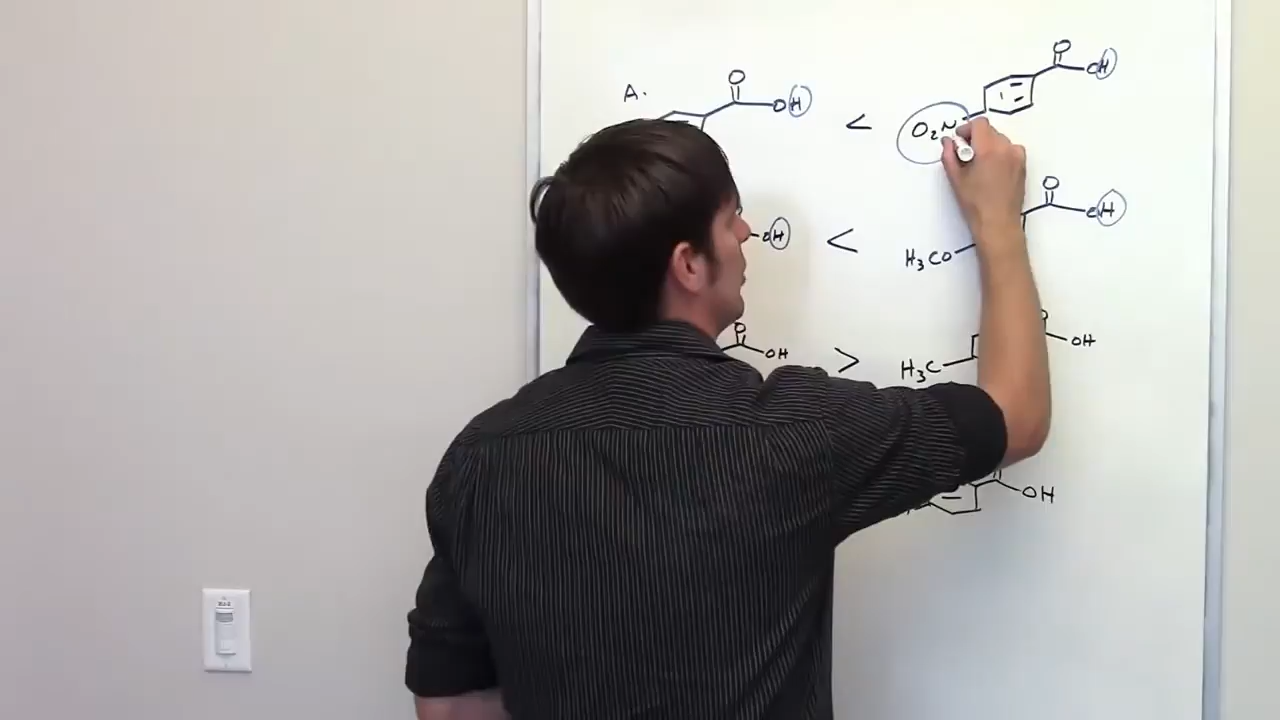 A. O OH < O₂N O OH
OH < H₃CO O OH
O OH > H₃C O OH
OH